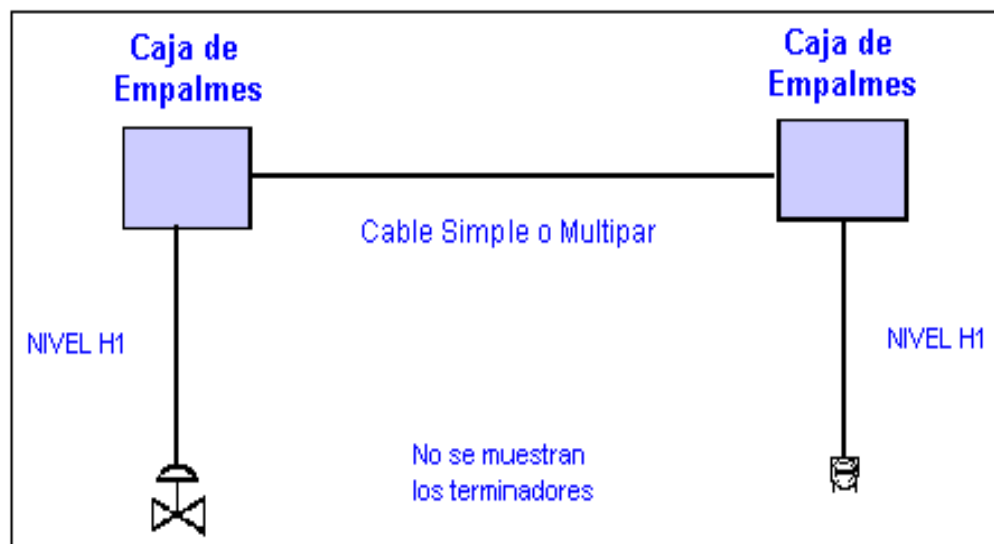 Caja de
Empalmes
Caja de
Empalmes
Cable Simple o Multipar
NIVEL H1
NIVEL H1
No se muestran
los terminadores